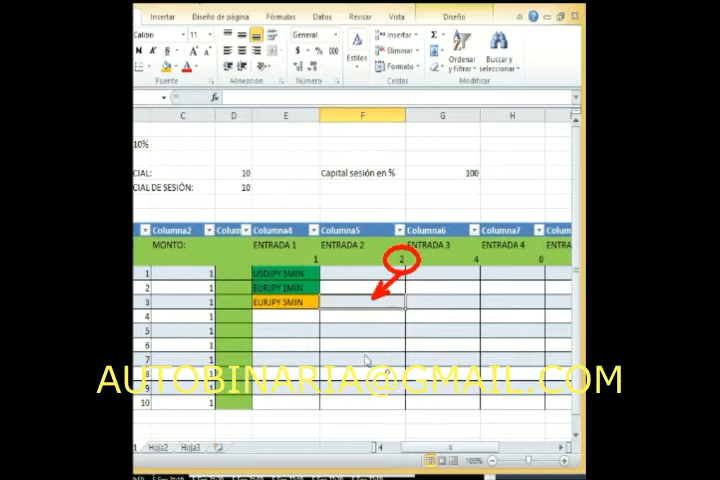 Insertar Diseño de página Fórmulas Datos Revisar Vista Diseño
Calibri 11 General Insertar Σ
N K S A A $ % 000 Eliminar
Estilos Formato Ordenar y filtrar Buscar y seleccionar
Fuente Alineación Número Celdas Modificar
fx
C D E F G H
10%
CIAL: 10 Capital sesión en % 100
CIAL DE SESIÓN: 10
Columna2 Colum Columna4 Columna5 Columna6 Columna7
MONTO: ENTRADA 1 ENTRADA 2 ENTRADA 3 ENTRADA 4 ENTRA
1 2 4 0
1 1 USDJPY 5MIN
2 1 EURJPY 1MIN
3 1 EURJPY 5MIN
4 1
5 1
6 1
7 1
8 1
9 1
10 1
AUTOBINARIA@GMAIL.COM
1 Hoja2 Hoja3
100%